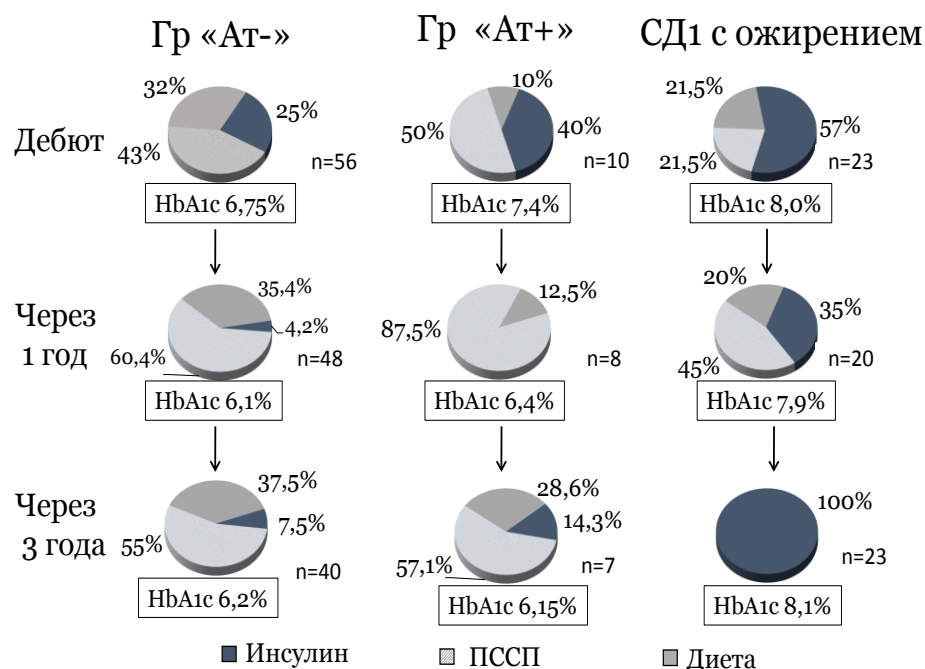 Гр «Ат-»
Гр «Ат+»
СД1 с ожирением
Дебют
32%
25%
43%
n=56
HbA1c 6,75%
10%
50%
40%
n=10
HbA1c 7,4%
21,5%
57%
21,5%
n=23
HbA1c 8,0%
Через
1 год
35,4%
4,2%
60,4%
n=48
HbA1c 6,1%
12,5%
87,5%
n=8
HbA1c 6,4%
20%
35%
45%
n=20
HbA1c 7,9%
Через
3 года
37,5%
7,5%
55%
n=40
HbA1c 6,2%
28,6%
14,3%
57,1%
n=7
HbA1c 6,15%
100%
n=23
HbA1c 8,1%
Инсулин
ПССП
Диета